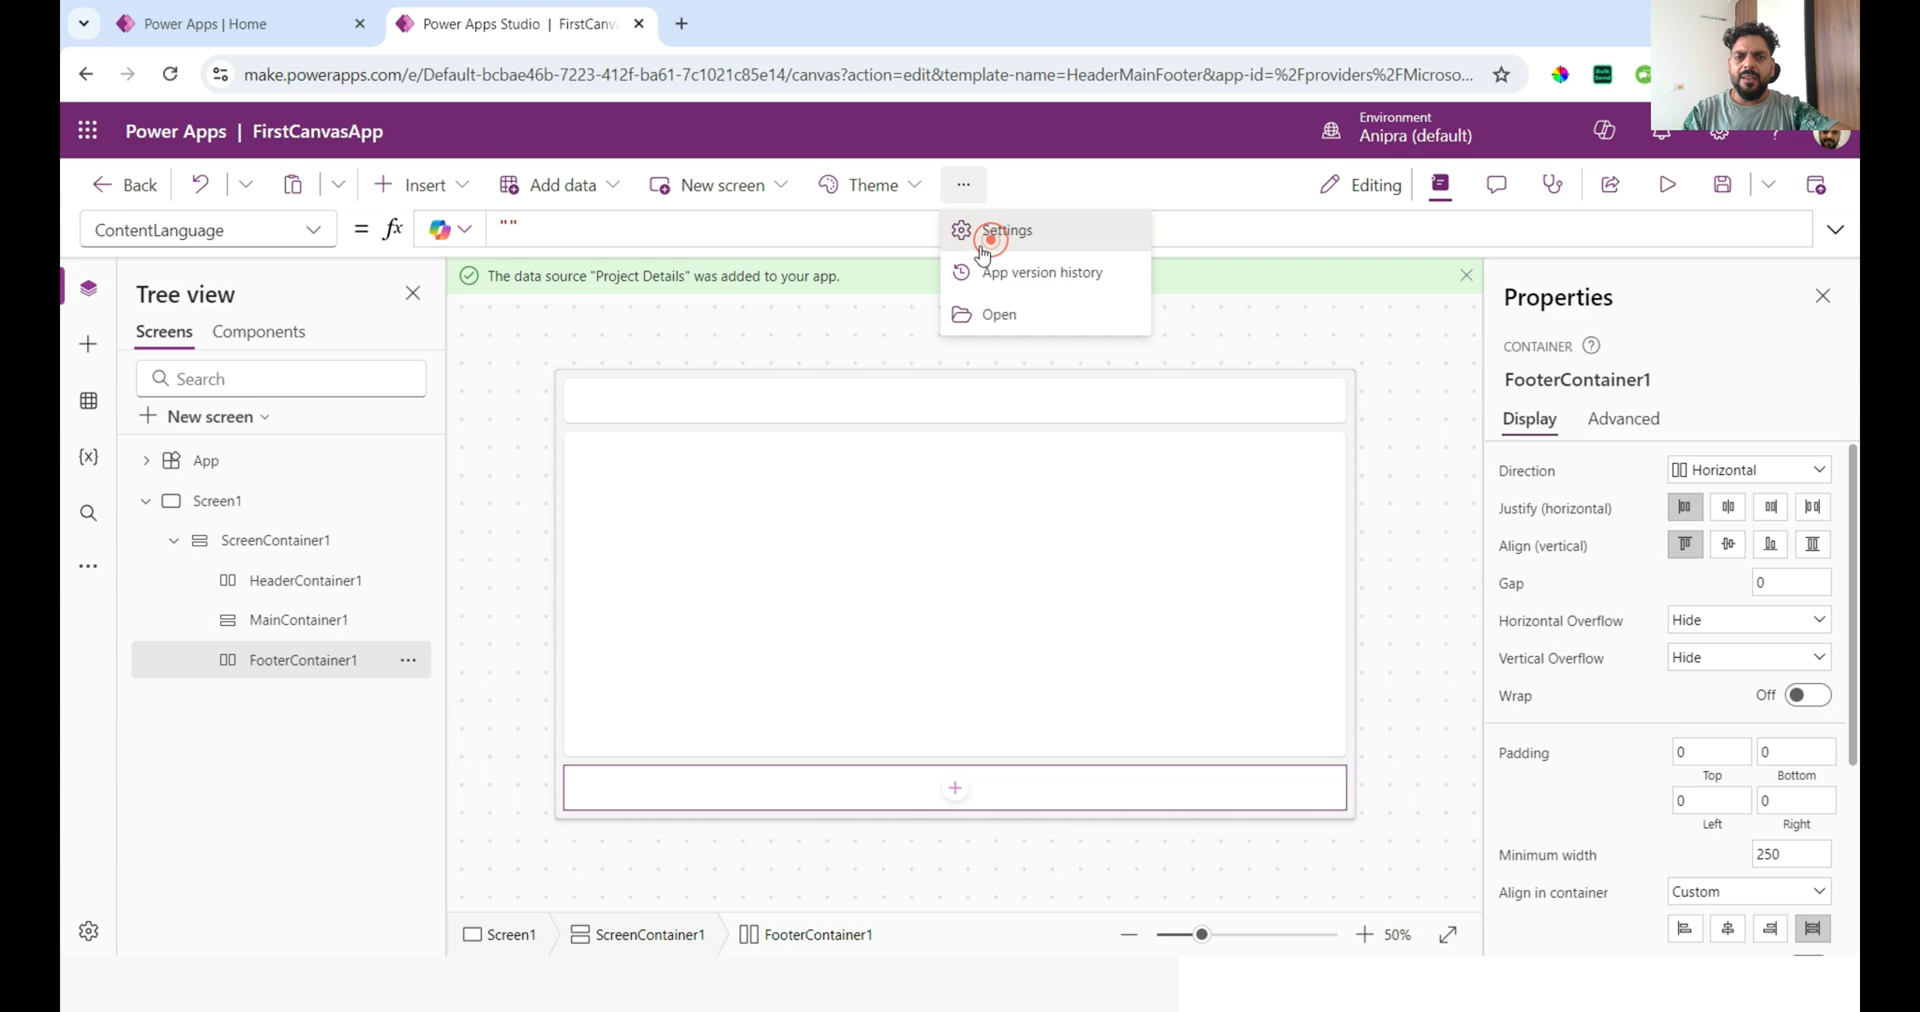 Power Apps | Home
Power Apps Studio | FirstCanv
make.powerapps.com/e/Default-bcbae46b-7223-412f-ba61-7c1021c85e14/canvas?action=edit&template-name=HeaderMainFooter&app-id=%2Fproviders%2FMicroso...
Power Apps | FirstCanvasApp
Environment
Anipra (default)
Back
Insert
Add data
New screen
Theme
...
Editing
ContentLanguage
= fx
""
Settings
App version history
Open
The data source "Project Details" was added to your app.
Tree view
Screens
Components
Search
New screen
App
Screen1
ScreenContainer1
HeaderContainer1
MainContainer1
FooterContainer1
Properties
CONTAINER
FooterContainer1
Display
Advanced
Direction
Horizontal
Justify (horizontal)
Align (vertical)
Gap
0
Horizontal Overflow
Hide
Vertical Overflow
Hide
Wrap
Off
Padding
0
0
Top
Bottom
0
0
Left
Right
Minimum width
250
Align in container
Custom
Screen1
ScreenContainer1
FooterContainer1
50%